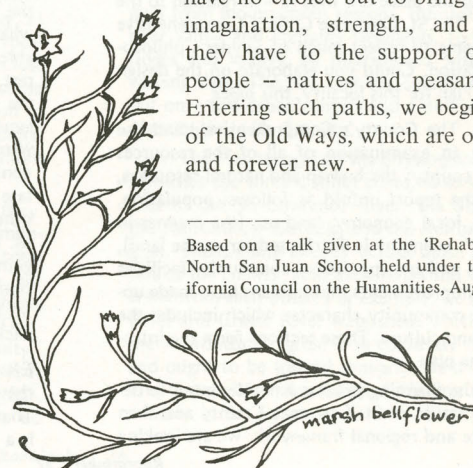 have no choice but to bring
imagination, strength, and
they have to the support o
people – natives and peasan
Entering such paths, we begi
of the Old Ways, which are o
and forever new.
Based on a talk given at the 'Rehab
North San Juan School, held under t
ifornia Council on the Humanities, Aug
marsh bellflower